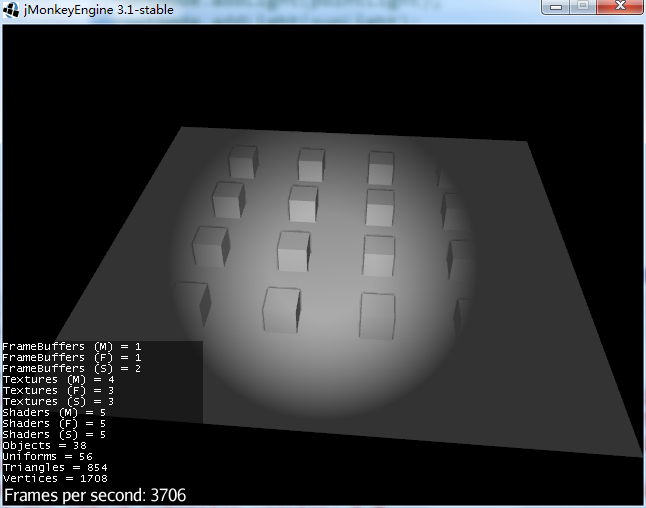 jMonkeyEngine 3.1-stable
FrameBuffers (M) = 1
FrameBuffers (F) = 1
FrameBuffers (S) = 2
Textures (M) = 4
Textures (F) = 3
Textures (S) = 3
Shaders (M) = 5
Shaders (F) = 5
Shaders (S) = 5
Objects = 38
Uniforms = 56
Triangles = 854
Vertices = 1708
Frames per second: 3706